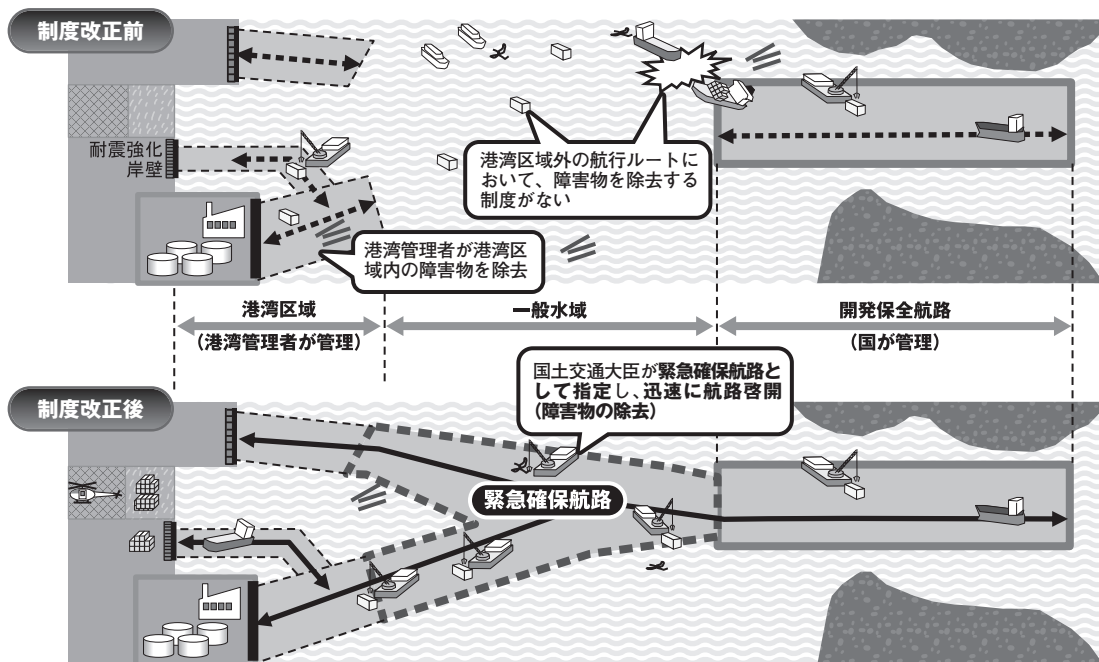 制度改正前
耐震強化
岸壁
港湾区域外の航行ルートに
おいて、障害物を除去する
制度がない
港湾管理者が港湾区
域内の障害物を除去
港湾区域
(港湾管理者が管理)
一般水域
開発保全航路
(国が管理)
国土交通大臣が緊急確保航路と
して指定し、迅速に航路啓開
(障害物の除去)
制度改正後
緊急確保航路